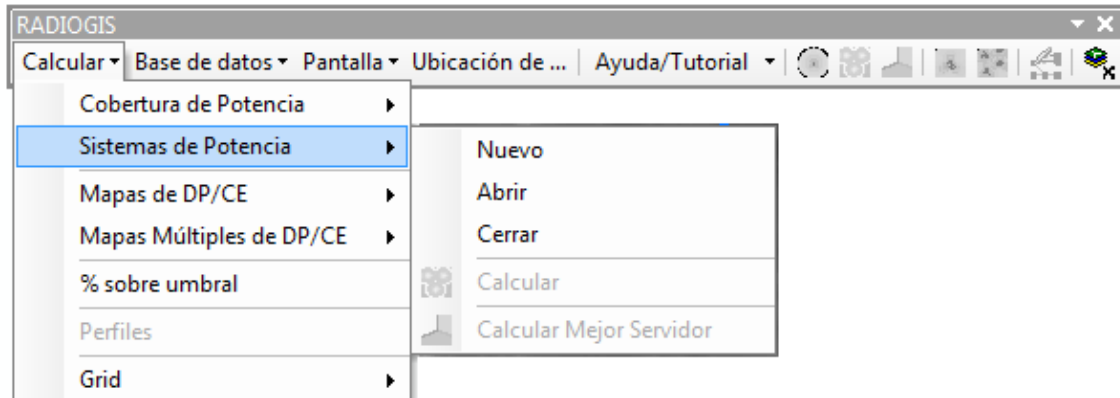 RADIOGIS
Calcular Base de datos Pantalla Ubicación de ... Ayuda/Tutorial
Cobertura de Potencia
Sistemas de Potencia
Nuevo
Abrir
Mapas de DP/CE
Mapas Múltiples de DP/CE
Cerrar
% sobre umbral
Calcular
Perfiles
Calcular Mejor Servidor
Grid